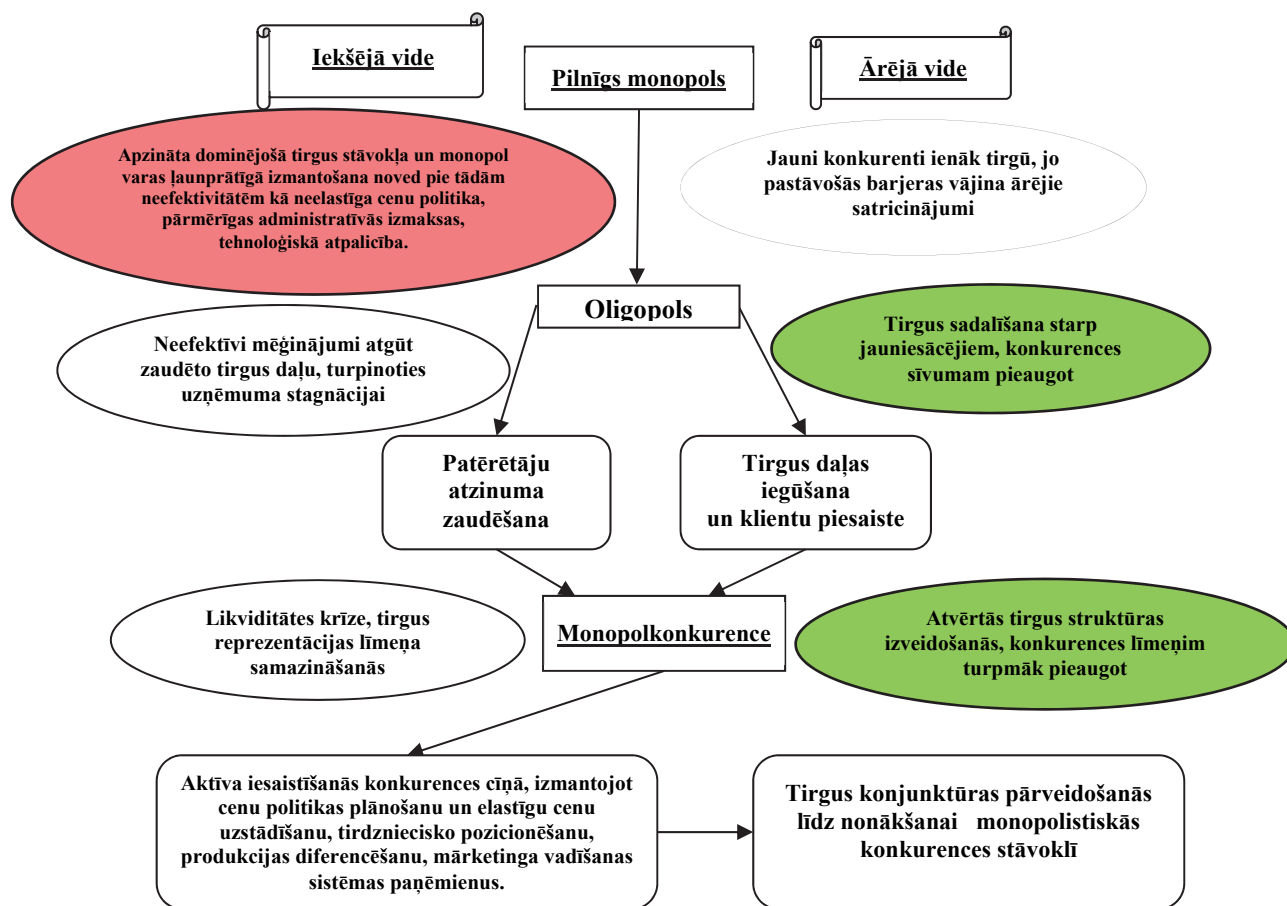 Iekšējā vide
Pilnīgs monopols
Ārējā vide
Apzināta dominējošā tirgus stāvokļa un monopol
varas ļaunprātīgā izmantošana noved pie tādām
neefektivitātēm kā neelastīga cenu politika,
pārmērīgas administratīvās izmaksas,
tehnoloģiskā atpalicība.
Jauni konkurenti ienāk tirgū, jo
pastāvošās barjeras vājina ārējie
satricinājumi
Oligopols
Neefektīvi mēģinājumi atgūt
zaudēto tirgus daļu, turpinoties
uzņēmuma stagnācijai
Tirgus sadalīšana starp
jauniesācējiem, konkurences
sīvumam pieaugot
Patērētāju
atzinuma
zaudēšana
Tirgus daļas
iegūšana
un klientu piesaiste
Likviditātes krīze, tirgus
reprezentācijas līmeņa
samazināšanās
Monopolkonkurence
Atvērtās tirgus struktūras
izveidošanās, konkurences līmeņim
turpmāk pieaugot
Aktīva iesaistīšanās konkurences cīņā, izmantojot
cenu politikas plānošanu un elastīgu cenu
uzstādīšanu, tirdzniecisko pozicionēšanu,
produkcijas diferencēšanu, mārketinga vadīšanas
sistēmas paņēmienus.
Tirgus konjunktūras pārveidošanās
līdz nonākšanai monopolistiskās
konkurences stāvoklī